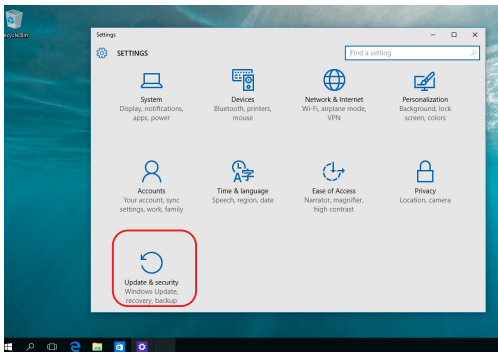 Recycle Bin
Settings
SETTINGS
Find a setting
System
Display, notifications,
apps, power
Devices
Bluetooth, printers,
mouse
Network & Internet
Wi-Fi, airplane mode,
VPN
Personalization
Background, lock
screen, colors
Accounts
Your account, sync
settings, work, family
Time & language
Speech, region, date
Ease of Access
Narrator, magnifier,
high contrast
Privacy
Location, camera
Update & security
Windows Update,
recovery, backup